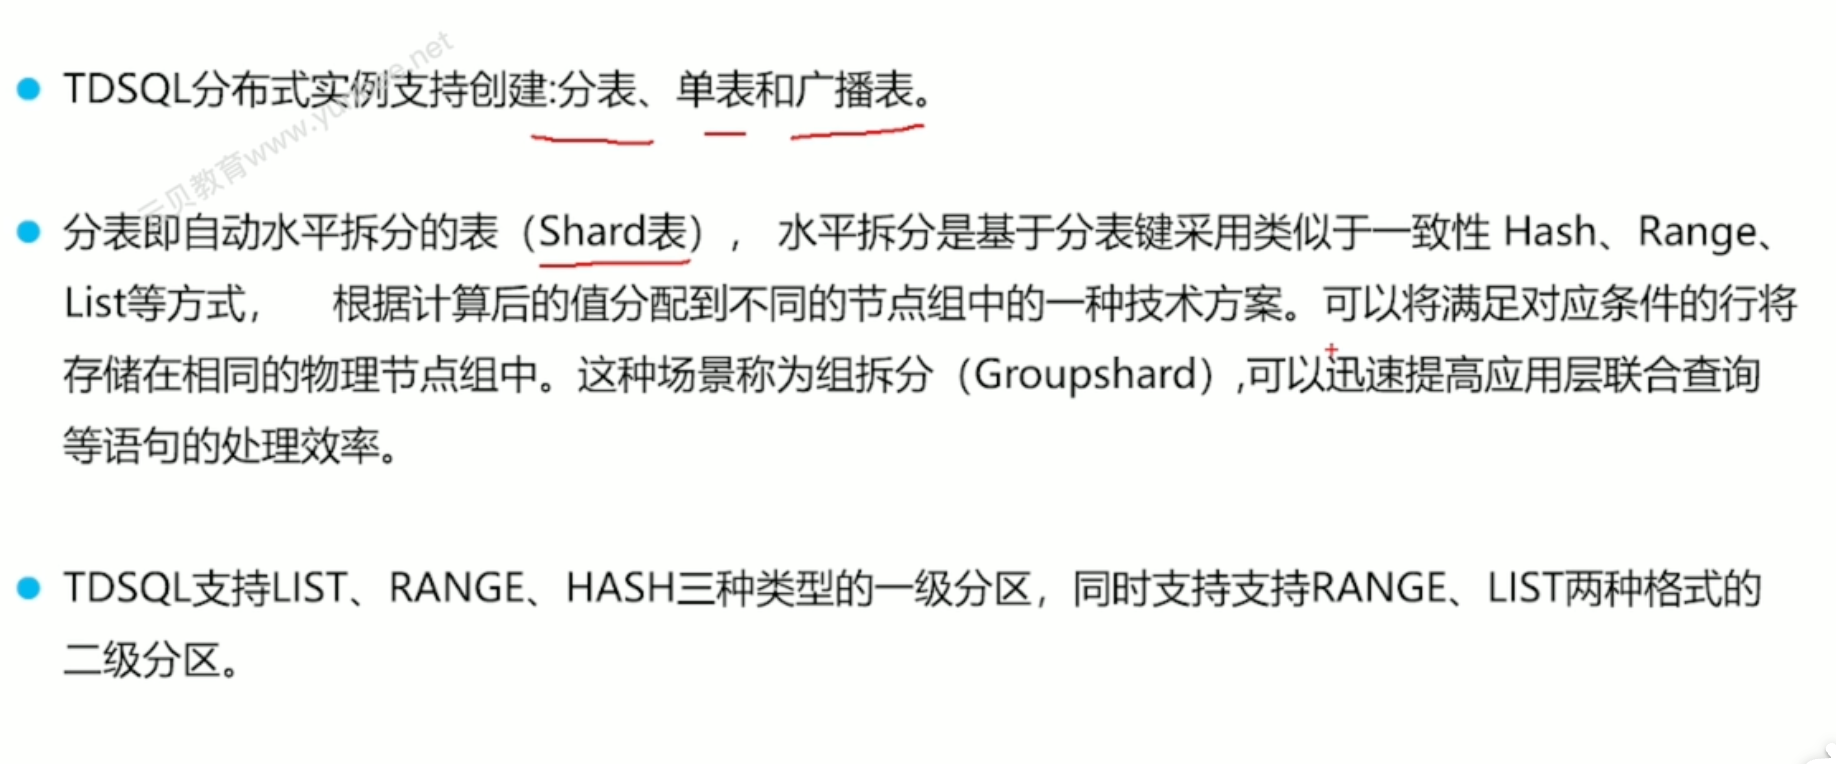 TDSQL分布式实例支持创建:分表、单表和广播表。
分表即自动水平拆分的表（Shard表）， 水平拆分是基于分表键采用类似于一致性 Hash、Range、
List等方式， 根据计算后的值分配到不同的节点组中的一种技术方案。可以将满足对应条件的行将
存储在相同的物理节点组中。这种场景称为组拆分（Groupshard）,可以迅速提高应用层联合查询
等语句的处理效率。
TDSQL支持LIST、RANGE、HASH三种类型的一级分区，同时支持支持RANGE、LIST两种格式的
二级分区。